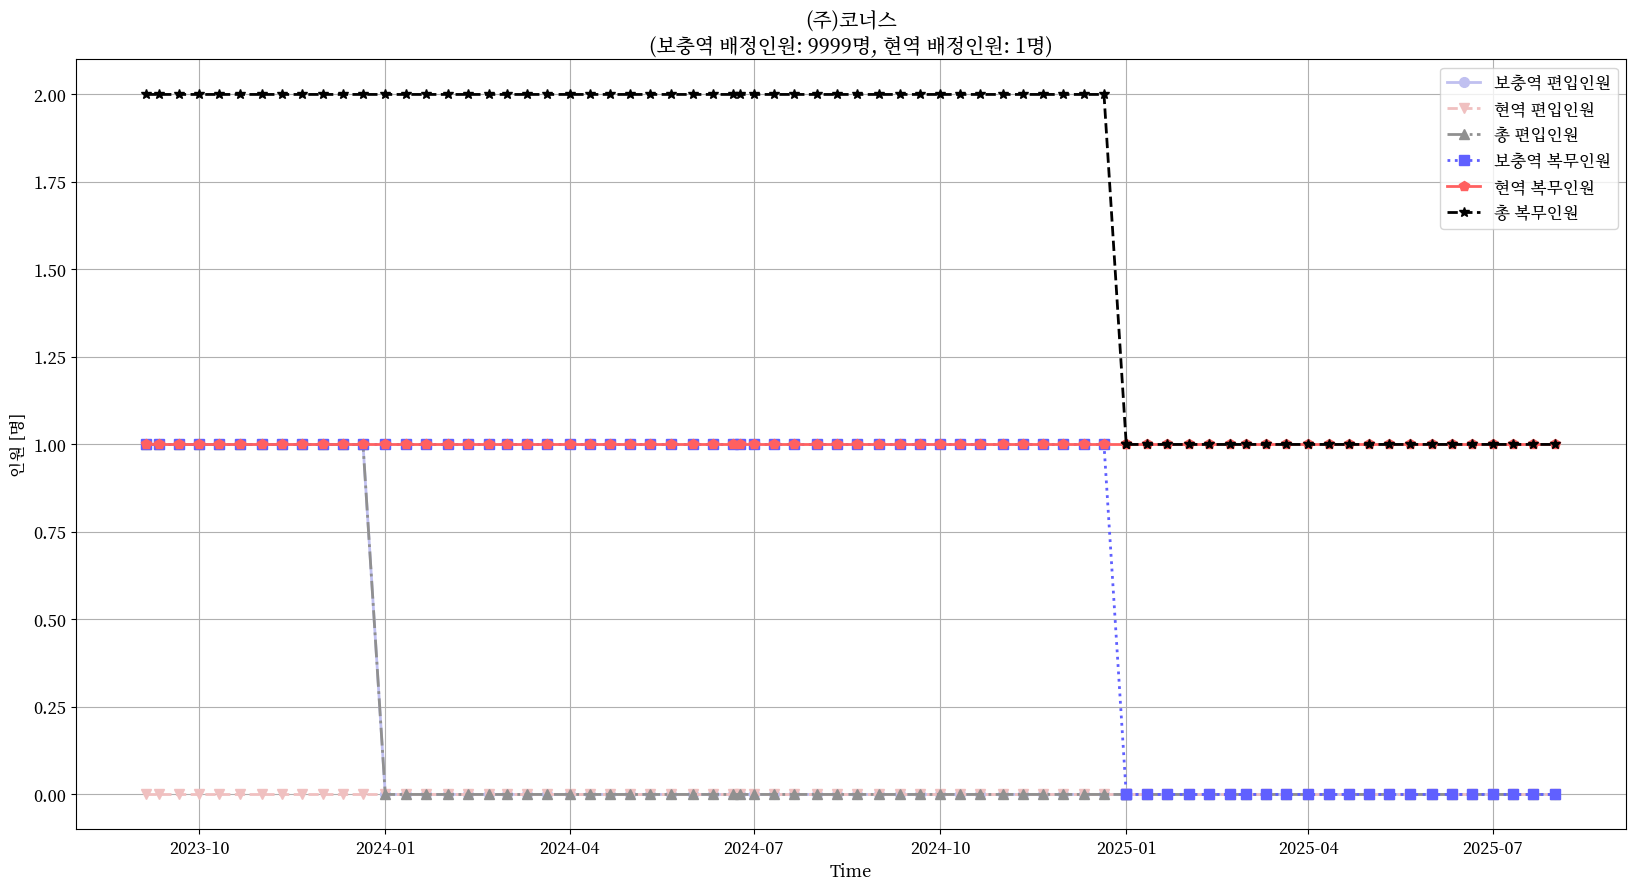 (주)코너스
(보충역 배정인원: 9999명, 현역 배정인원: 1명)
2.00
1.75
1.50
1.25
1.00
0.75
0.50
0.25
0.00
인원 [명]
보충역 편입인원
현역 편입인원
총 편입인원
보충역 복무인원
현역 복무인원
총 복무인원
2023-10
2024-01
2024-04
2024-07
2024-10
2025-01
2025-04
2025-07
Time